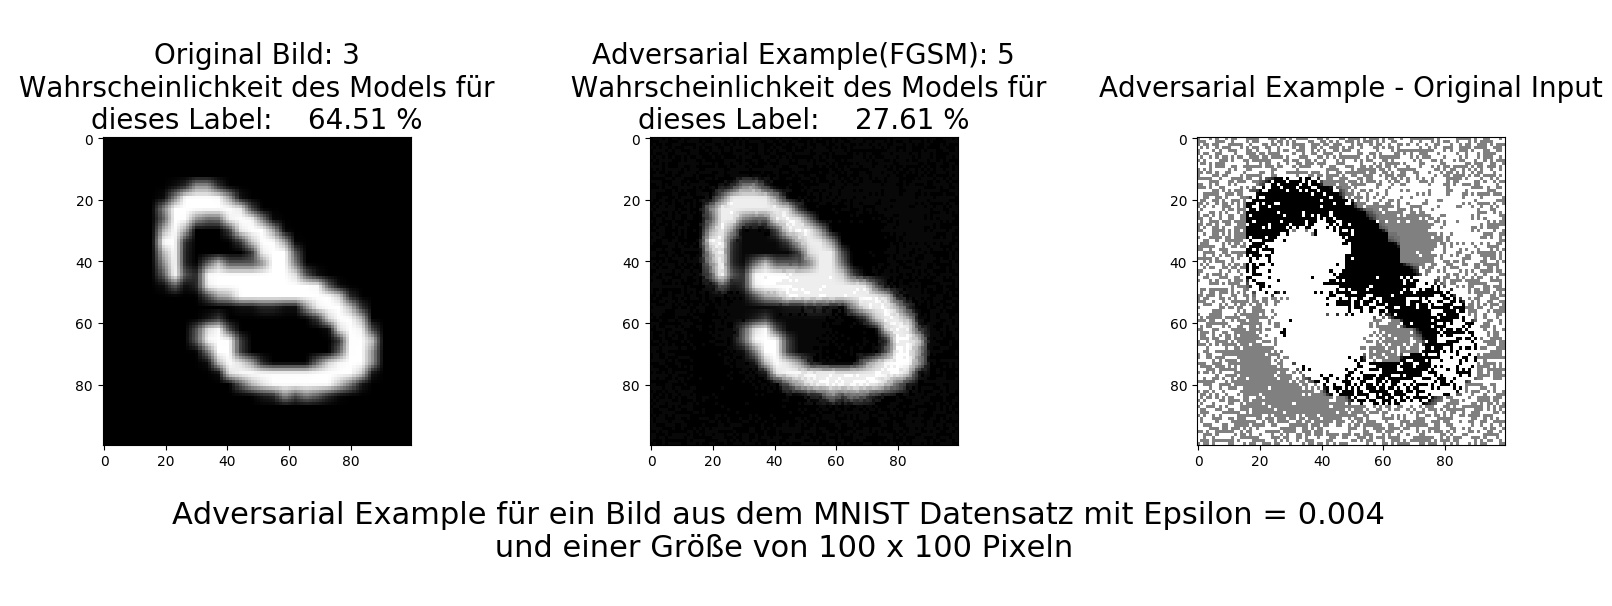 Original Bild: 3
Wahrscheinlichkeit des Models für
dieses Label: 64.51 %
Adversarial Example(FGSM): 5
Wahrscheinlichkeit des Models für
dieses Label: 27.61 %
Adversarial Example - Original Input
0
20
40
60
80
0 20 40 60 80
0
20
40
60
80
0 20 40 60 80
0
20
40
60
80
0 20 40 60 80
Adversarial Example für ein Bild aus dem MNIST Datensatz mit Epsilon = 0.004
und einer Größe von 100 x 100 Pixeln